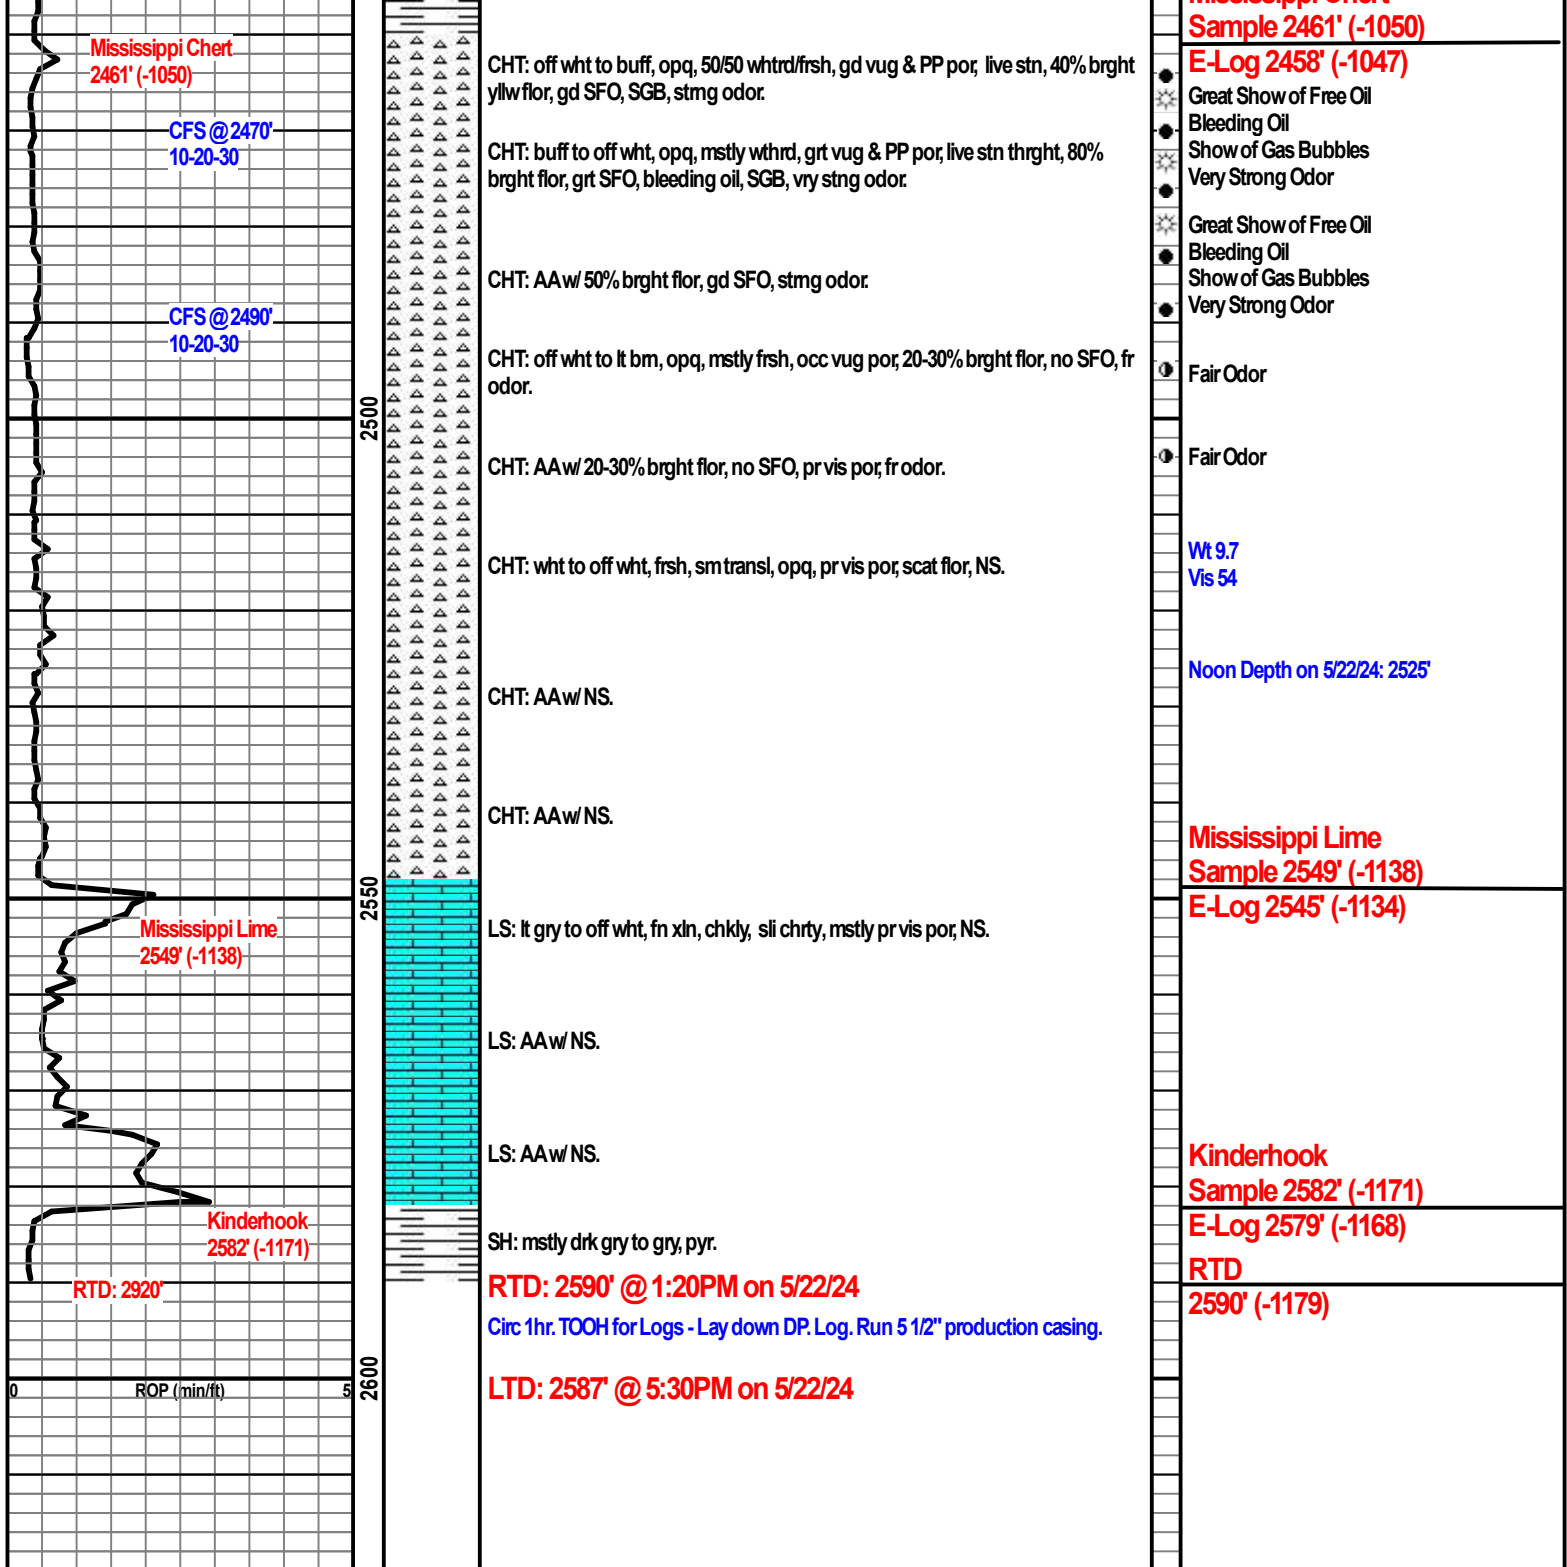 Mississippi Chert
Sample 2461' (-1050)
E-Log 2458' (-1047)
Mississippi Chert
2461' (-1050)
CFS @ 2470'
10-20-30
CFS @ 2490'
10-20-30
Mississippi Lime
2549' (-1138)
Kinderhook
2582' (-1171)
RTD: 2920'
0 ROP (min/ft) 5
2500
2550
2600
CHT: off wht to buff, opq, 50/50 whtrd/frsh, gd vug & PP por, live stn, 40% brght
yllw flor, gd SFO, SGB, strng odor.
CHT: buff to off wht, opq, mstly wthrd, grt vug & PP por, live stn thrght, 80%
brght flor, grt SFO, bleeding oil, SGB, vry stng odor.
CHT: AA w/ 50% brght flor, gd SFO, strng odor.
CHT: off wht to lt brn, opq, mstly frsh, occ vug por, 20-30% brght flor, no SFO, fr
odor.
CHT: AA w/ 20-30% brght flor, no SFO, pr vis por, fr odor.
CHT: wht to off wht, frsh, sm transl, opq, pr vis por, scat flor, NS.
CHT: AA w/ NS.
CHT: AA w/ NS.
LS: lt gry to off wht, fn xln, chkly, sli chrty, mstly pr vis por, NS.
LS: AA w/ NS.
LS: AA w/ NS.
SH: mstly drk gry to gry, pyr.
RTD: 2590' @ 1:20PM on 5/22/24
Circ 1hr. TOOH for Logs - Lay down DP. Log. Run 5 1/2" production casing.
LTD: 2587' @ 5:30PM on 5/22/24
Great Show of Free Oil
Bleeding Oil
Show of Gas Bubbles
Very Strong Odor
Great Show of Free Oil
Bleeding Oil
Show of Gas Bubbles
Very Strong Odor
Fair Odor
Fair Odor
Wt 9.7
Vis 54
Noon Depth on 5/22/24: 2525'
Mississippi Lime
Sample 2549' (-1138)
E-Log 2545' (-1134)
Kinderhook
Sample 2582' (-1171)
E-Log 2579' (-1168)
RTD
2590' (-1179)